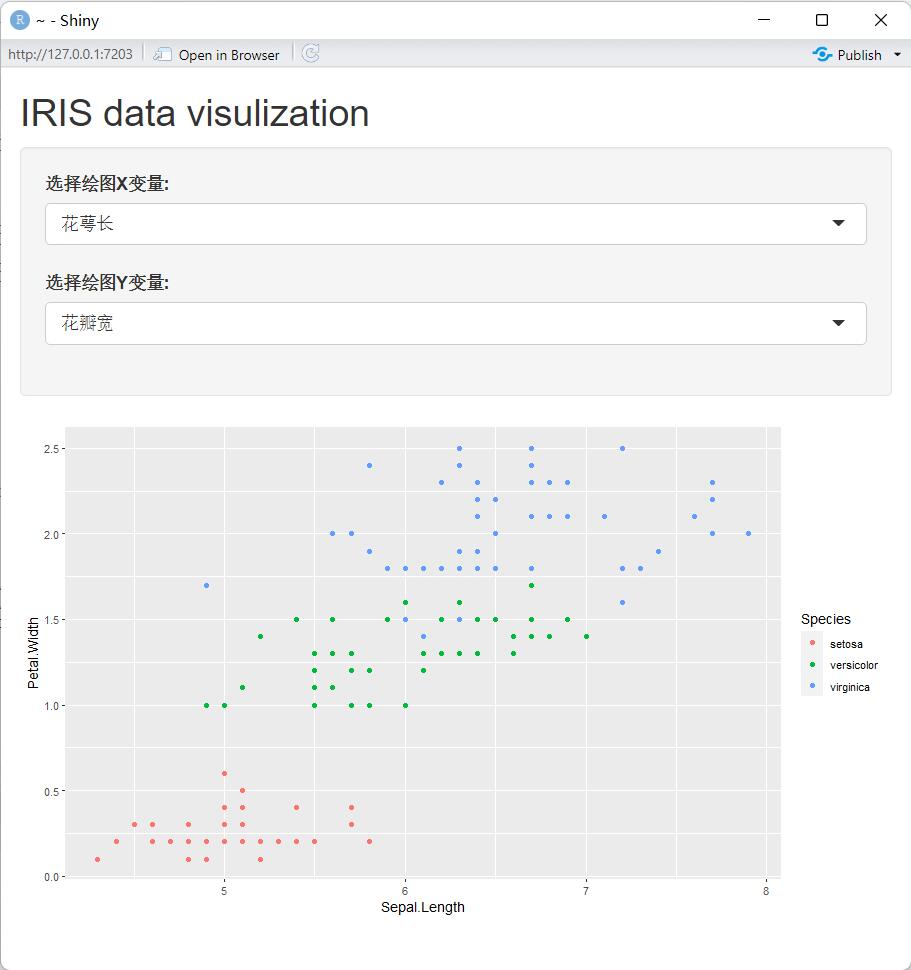 R ~ - Shiny
http://127.0.0.1:7203 Open in Browser Publish
IRIS data visulization
选择绘图X变量:
花萼长
选择绘图Y变量:
花瓣宽
2.5
2.0
1.5
1.0
0.5
0.0
Petal.Width
5 6 7 8
Sepal.Length
Species
setosa
versicolor
virginica